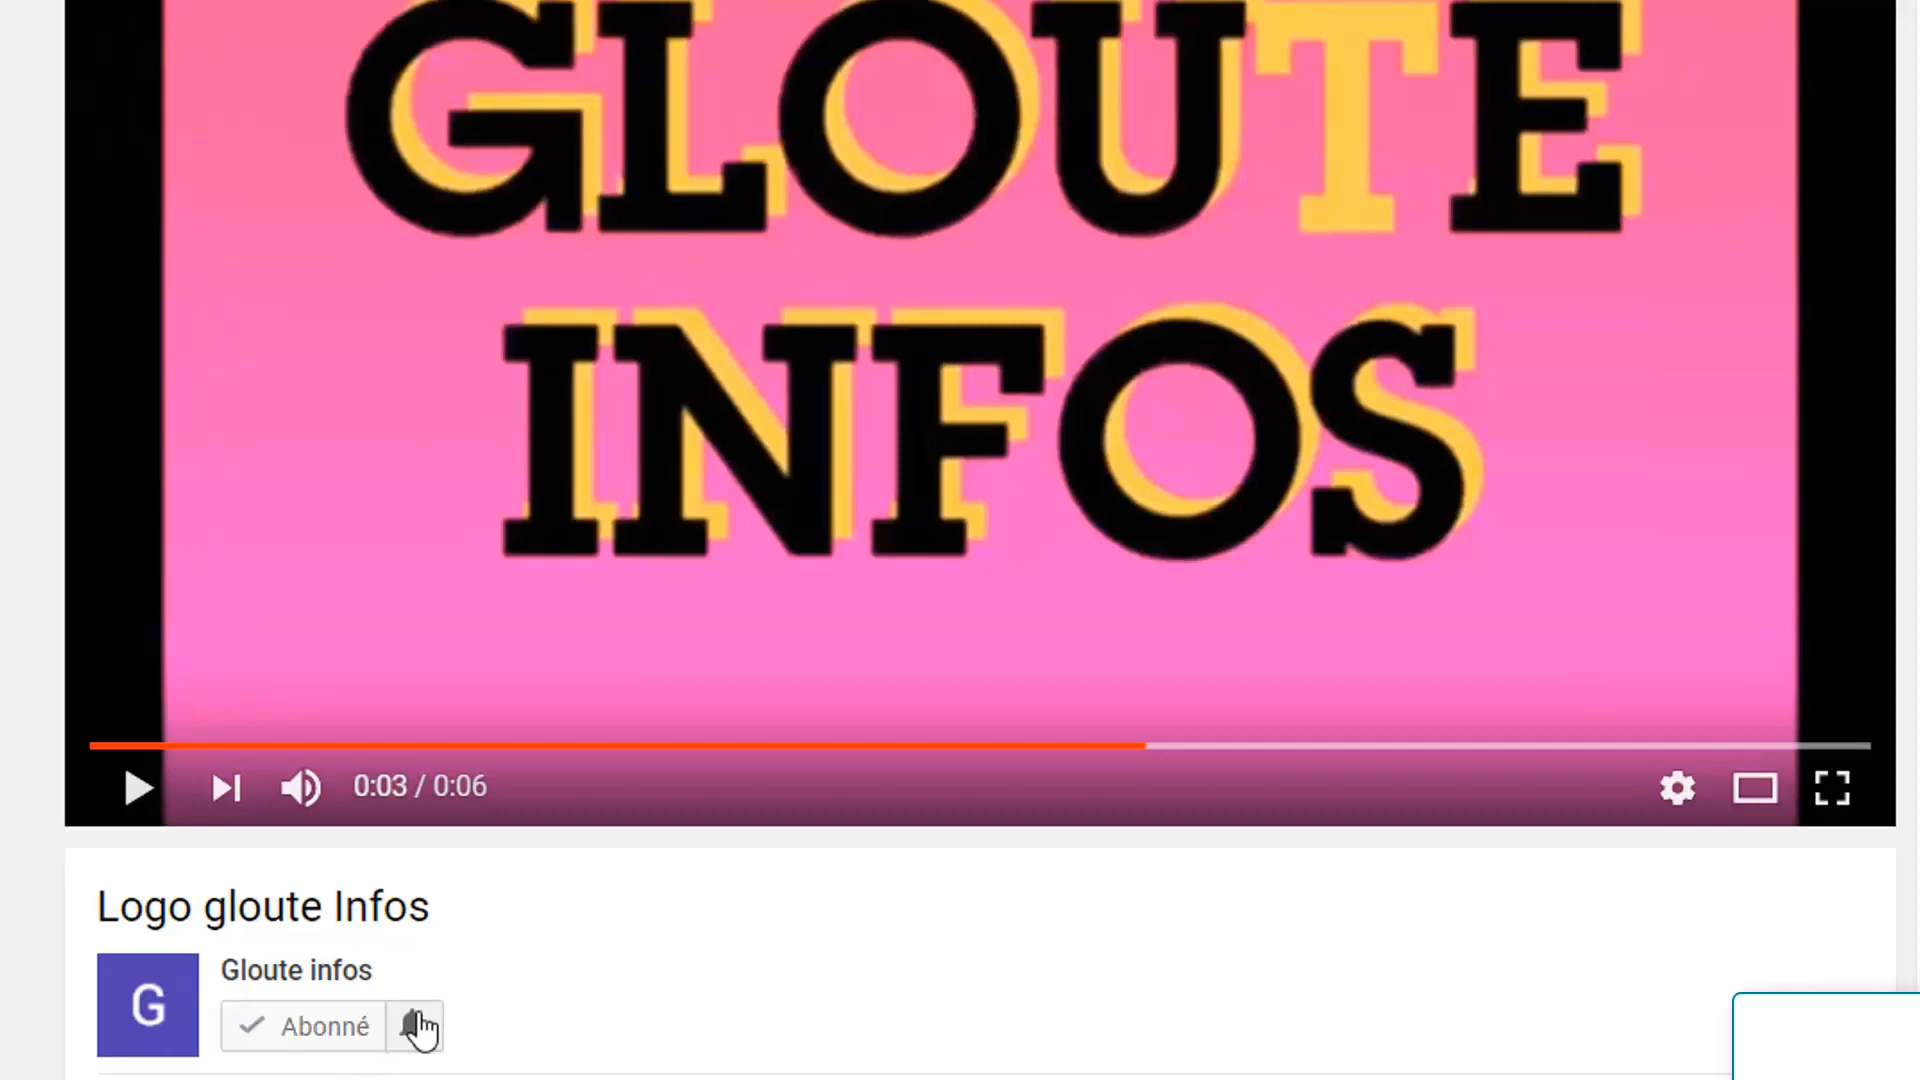 GLOUTE
INFOS
0:03 / 0:06
Logo gloute Infos
G
Gloute infos
Abonné